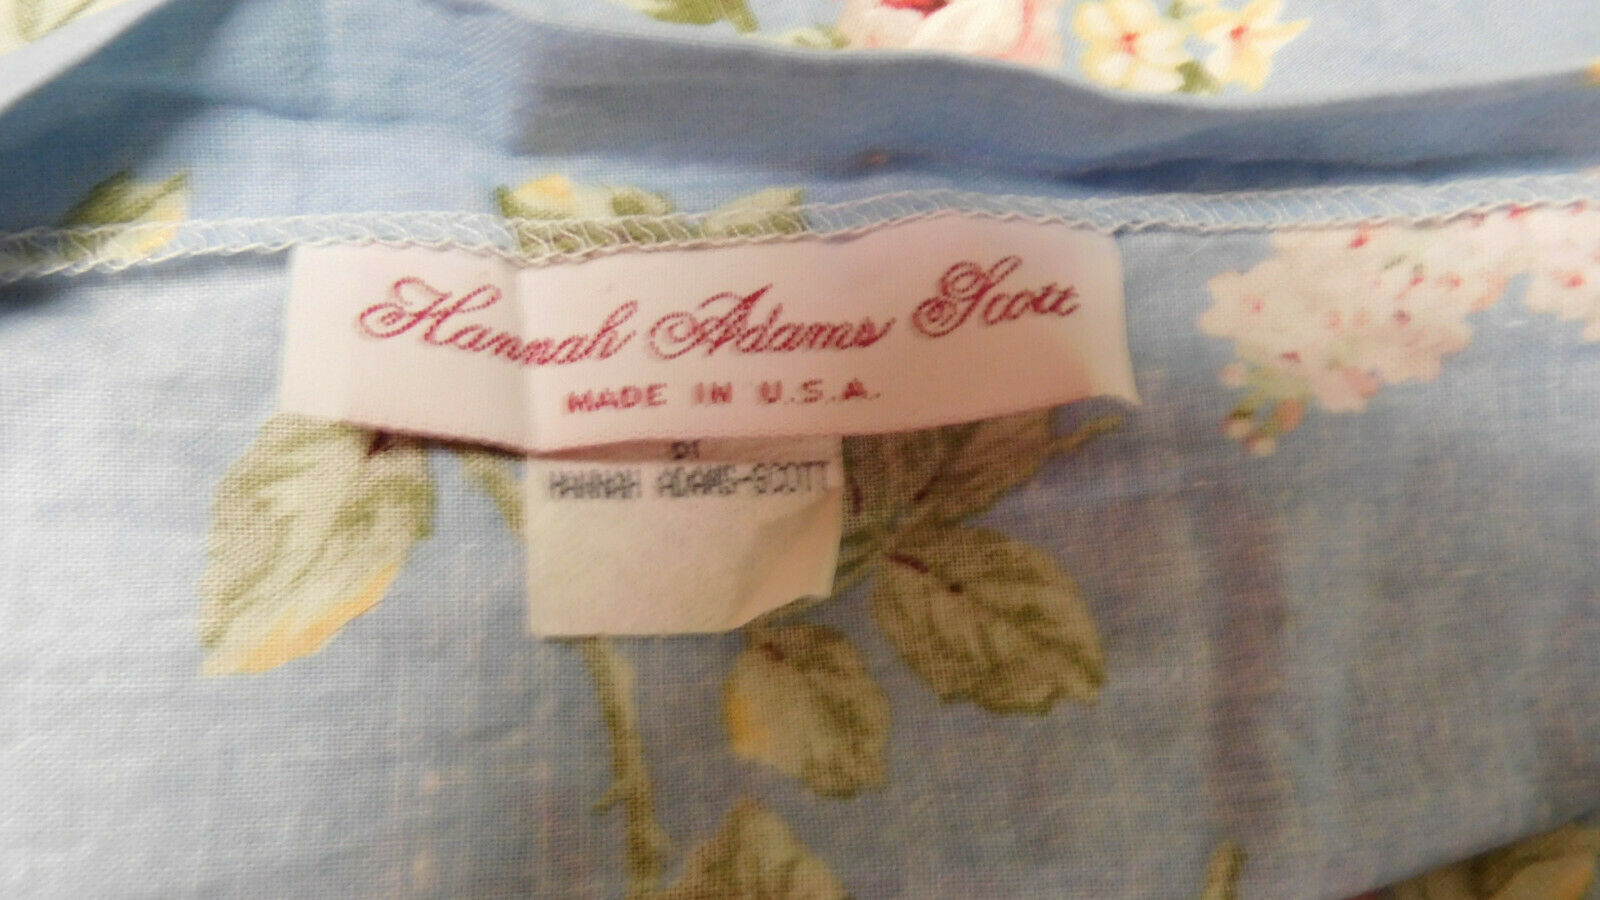 Hannah Adams Scott
MADE IN U.S.A.
HANNAH ADAMS-SCOTT